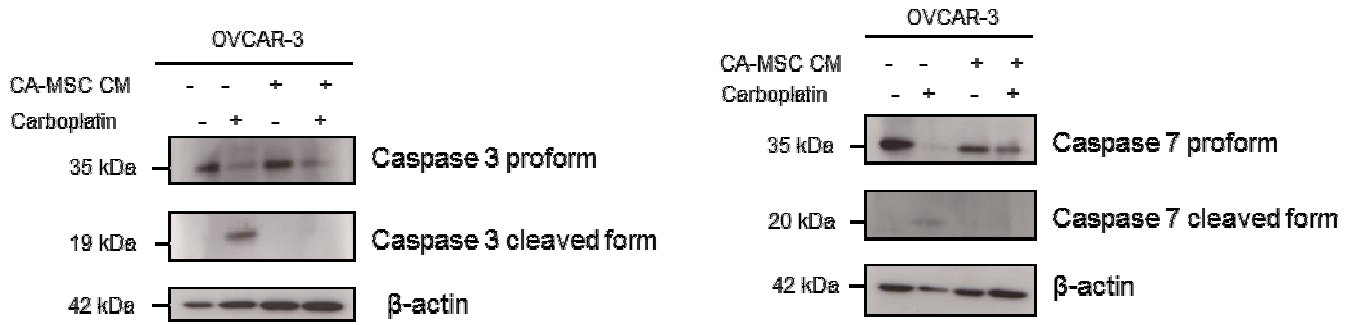 OVCAR-3
CA-MSC CM - - + +
Carboplatin - + - +
35 kDa Caspase 3 proform
19 kDa Caspase 3 cleaved form
42 kDa β-actin
OVCAR-3
CA-MSC CM - - + +
Carboplatin - + - +
35 kDa Caspase 7 proform
20 kDa Caspase 7 cleaved form
42 kDa β-actin